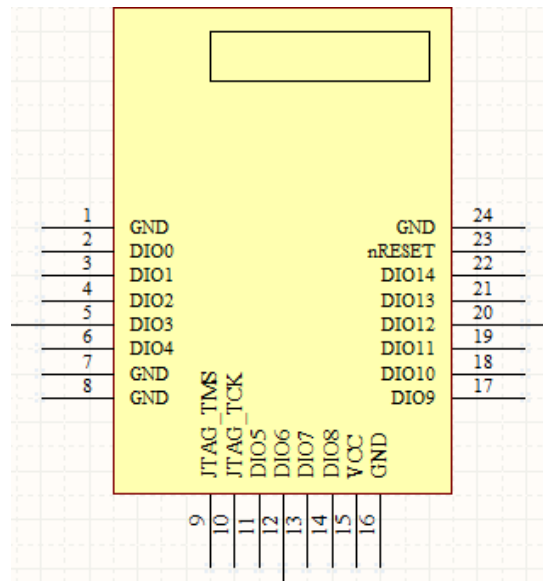 1 GND GND 24
2 DIO0 nRESET 23
3 DIO1 DIO14 22
4 DIO2 DIO13 21
5 DIO3 DIO12 20
6 DIO4 DIO11 19
7 GND DIO10 18
8 GND DIO9 17
JTAG_TMS
JTAG_TCK
DIO5
DIO6
DIO7
DIO8
VCC
GND
9
10
11
12
13
14
15
16